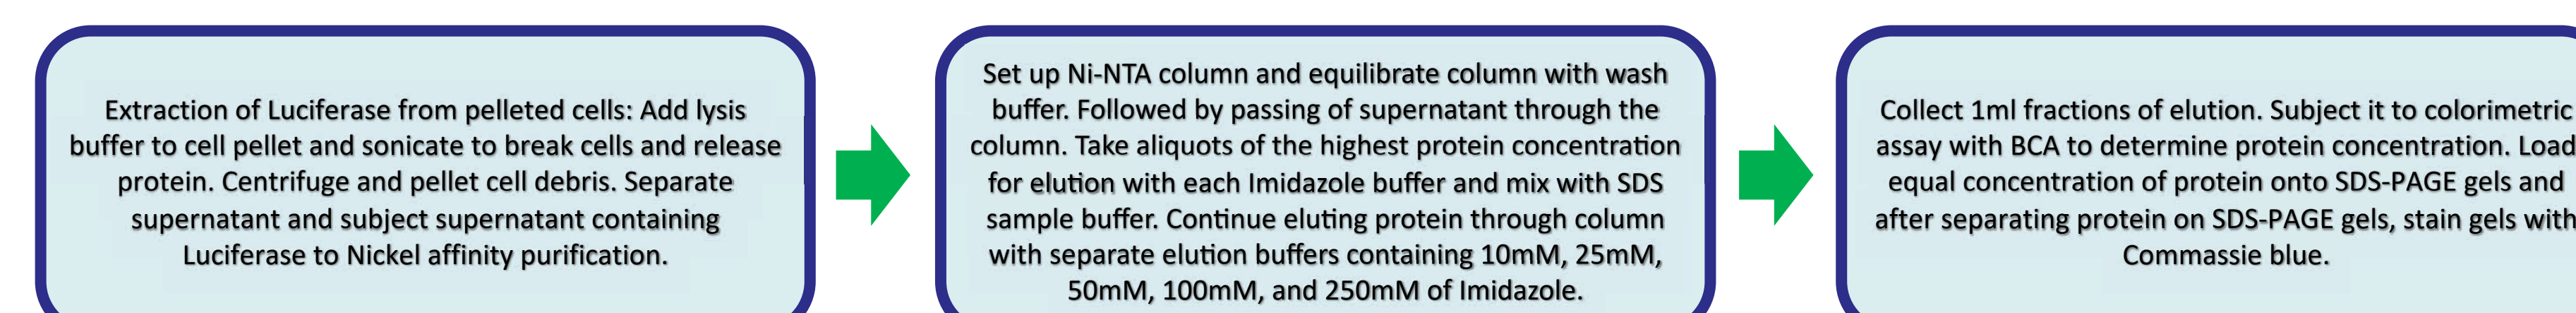 Extraction of Luciferase from pelleted cells: Add lysis
buffer to cell pellet and sonicate to break cells and release
protein. Centrifuge and pellet cell debris. Separate
supernatant and subject supernatant containing
Luciferase to Nickel affinity purification.
Set up Ni-NTA column and equilibrate column with wash
buffer. Followed by passing of supernatant through the
column. Take aliquots of the highest protein concentration
for elution with each Imidazole buffer and mix with SDS
sample buffer. Continue eluting protein through column
with separate elution buffers containing 10mM, 25mM,
50mM, 100mM, and 250mM of Imidazole.
Collect 1ml fractions of elution. Subject it to colorimetric
assay with BCA to determine protein concentration. Load
equal concentration of protein onto SDS-PAGE gels and
after separating protein on SDS-PAGE gels, stain gels with
Commassie blue.